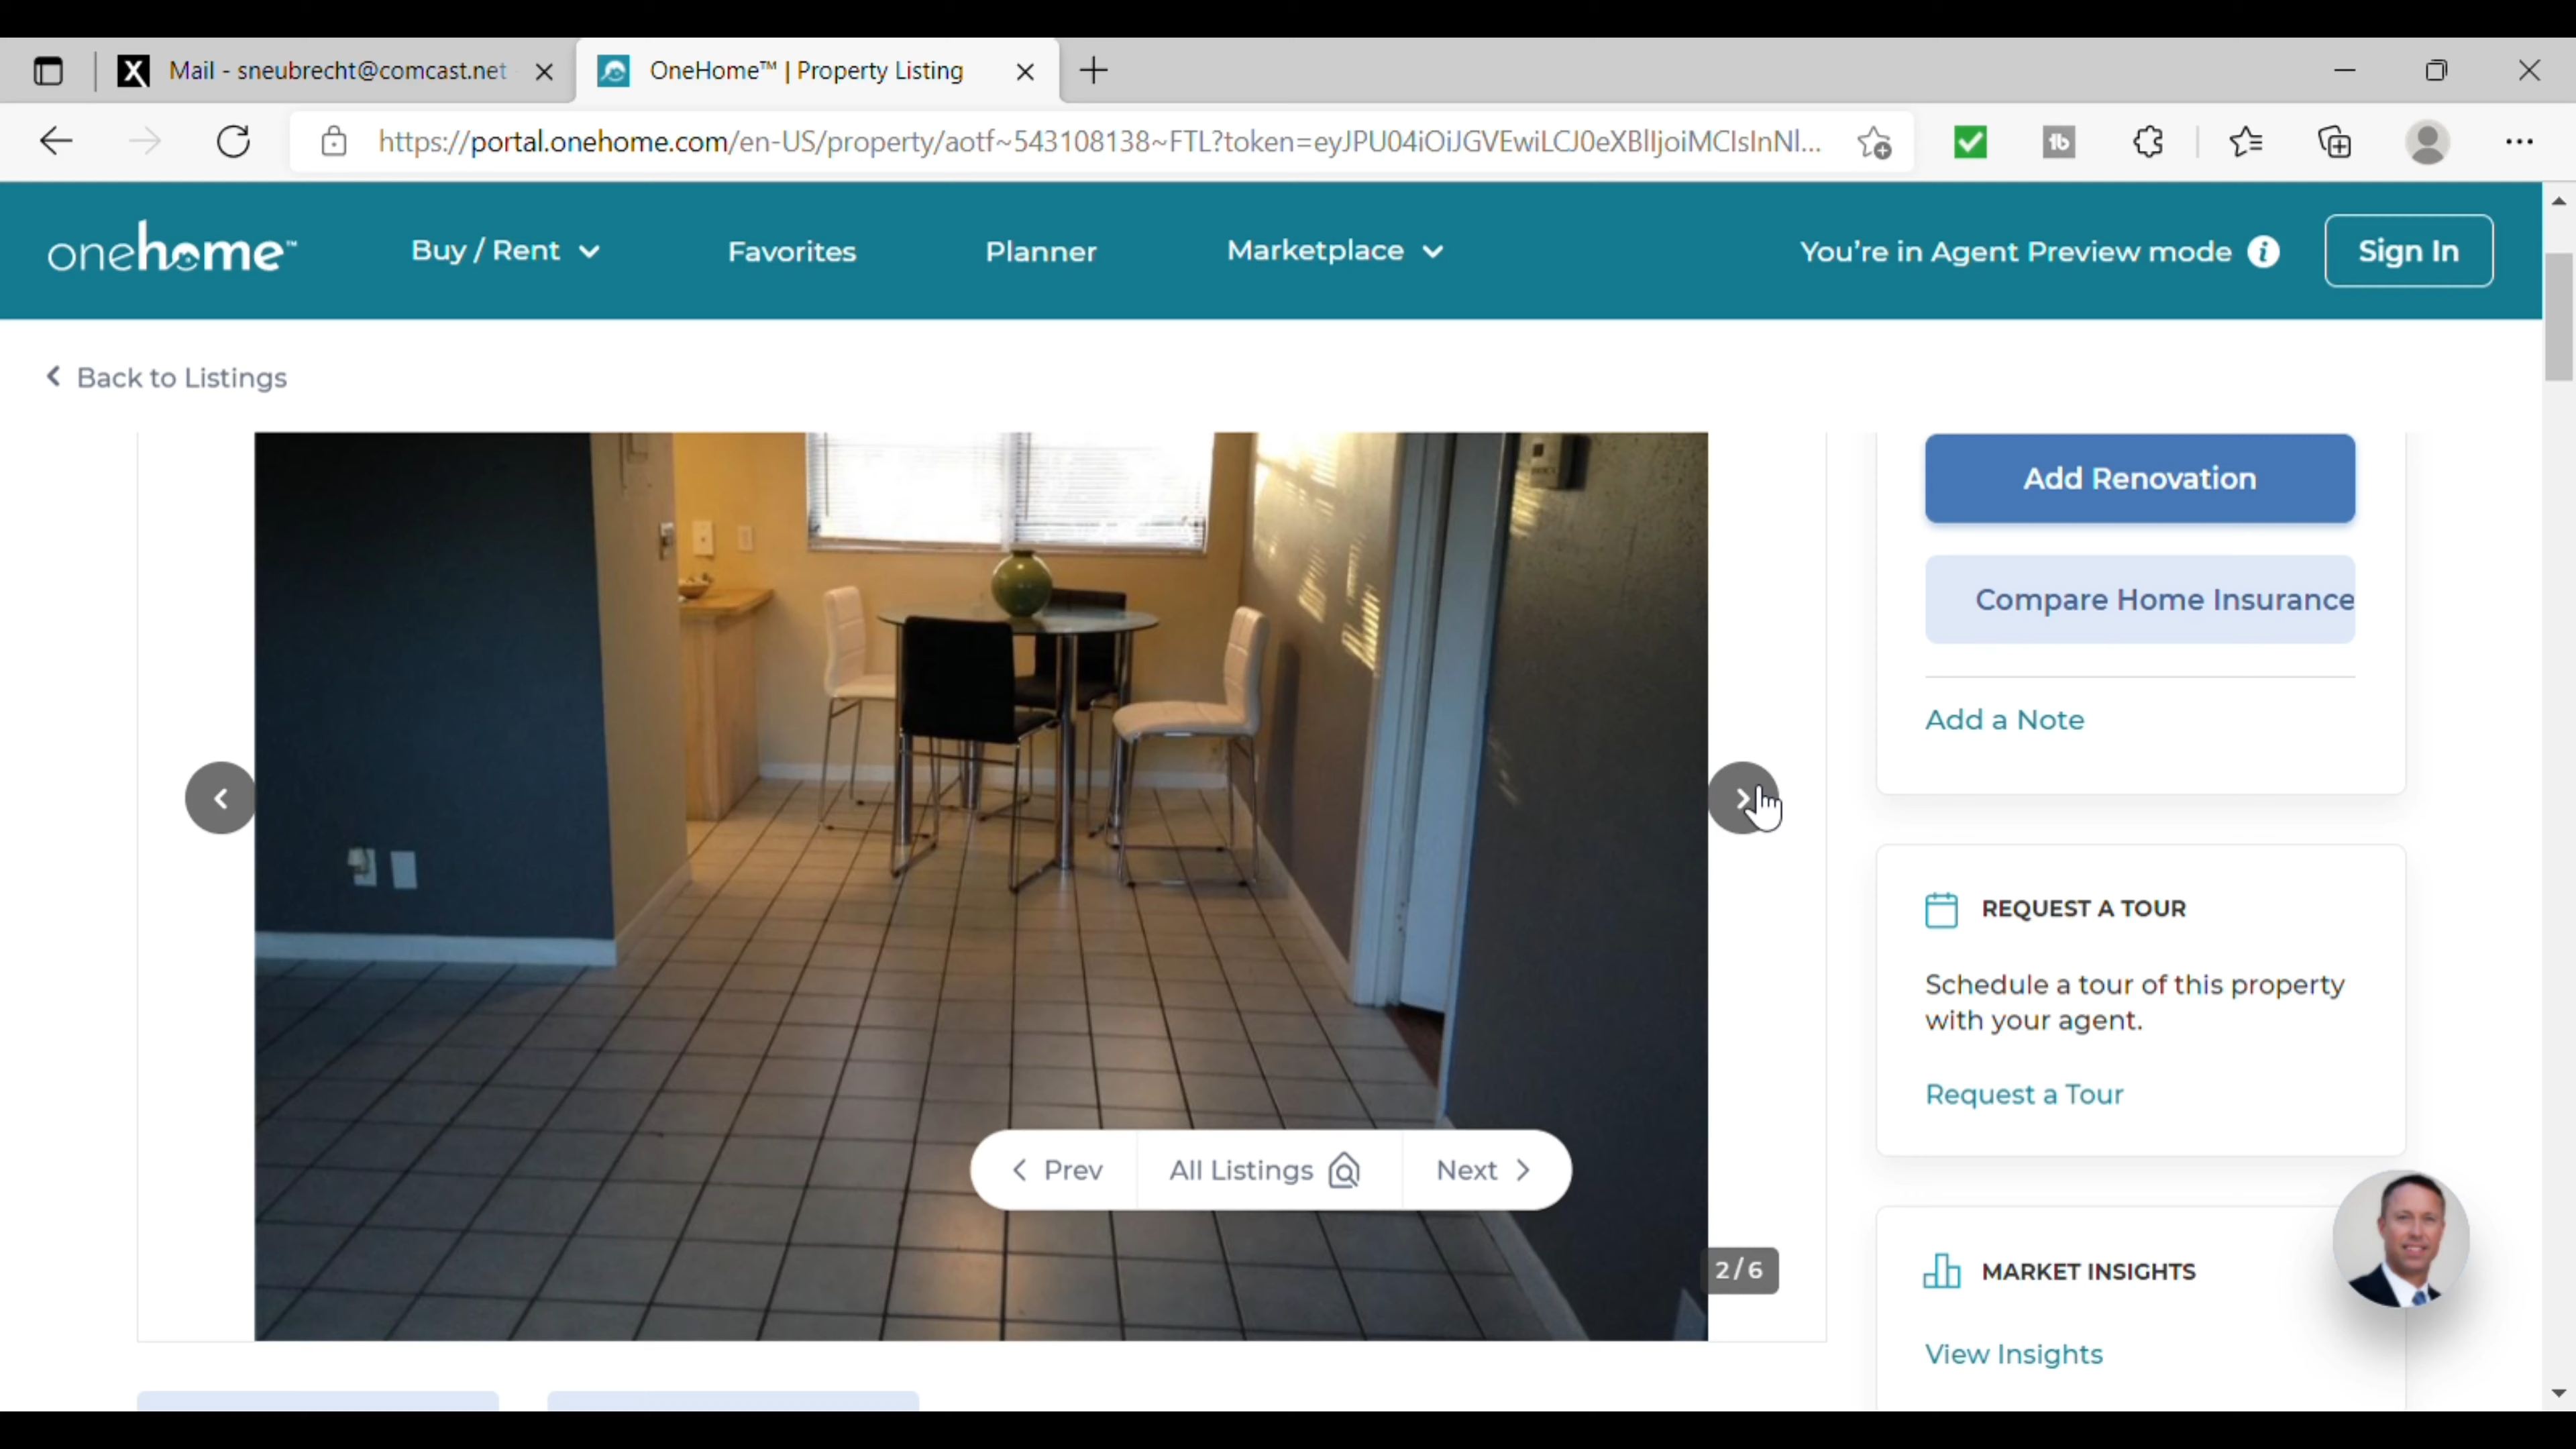 Mail - sneubrecht@comcast.net
OneHome™ | Property Listing
https://portal.onehome.com/en-US/property/aotf~543108138~FTL?token=eyJPU04iOiJGVEwiLCJ0eXBlIjoiMCIsInNl...
onehome™
Buy / Rent
Favorites
Planner
Marketplace
You're in Agent Preview mode
Sign In
Back to Listings
Add Renovation
Compare Home Insurance
Add a Note
REQUEST A TOUR
Schedule a tour of this property
with your agent.
Request a Tour
Prev
All Listings
Next
2/6
MARKET INSIGHTS
View Insights